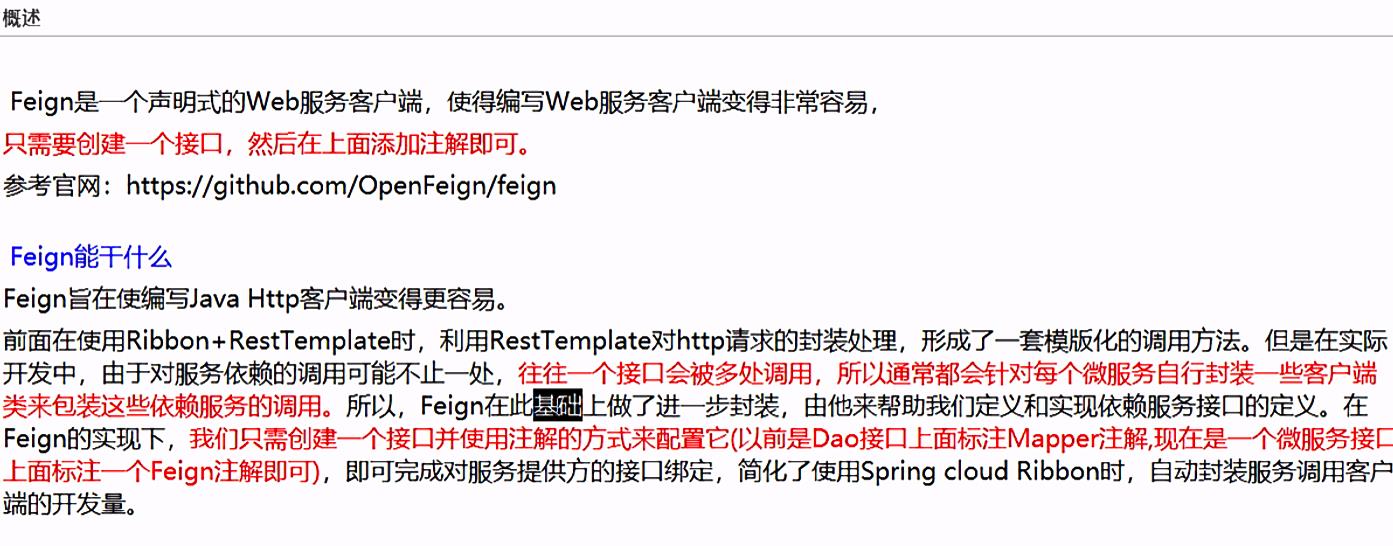 概述
Feign是一个声明式的Web服务客户端，使得编写Web服务客户端变得非常容易，
只需要创建一个接口，然后在上面添加注解即可。
参考官网：https://github.com/OpenFeign/feign
Feign能干什么
Feign旨在使编写Java Http客户端变得更容易。
前面在使用Ribbon+RestTemplate时，利用RestTemplate对http请求的封装处理，形成了一套模版化的调用方法。但是在实际
开发中，由于对服务依赖的调用可能不止一处，往往一个接口会被多处调用，所以通常都会针对每个微服务自行封装一些客户端
类来包装这些依赖服务的调用。所以，Feign在此基础上做了进一步封装，由他来帮助我们定义和实现依赖服务接口的定义。在
Feign的实现下，我们只需创建一个接口并使用注解的方式来配置它(以前是Dao接口上面标注Mapper注解,现在是一个微服务接口
上面标注一个Feign注解即可)，即可完成对服务提供方的接口绑定，简化了使用Spring cloud Ribbon时，自动封装服务调用客户
端的开发量。